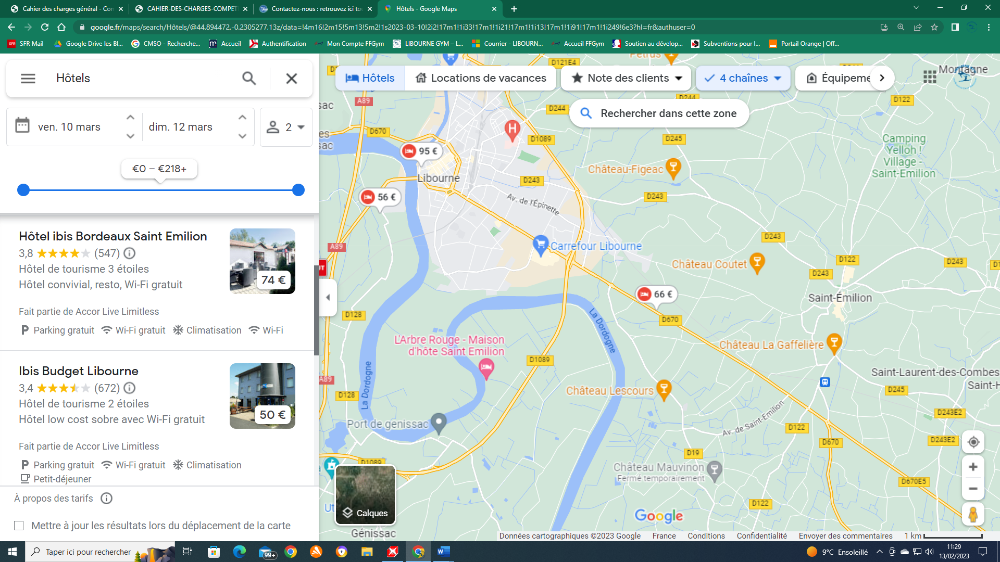 Cahier des charges général - Con
CAHIER-DES-CHARGES-COMPETI
Contactez-nous : retrouvez ici to
Hôtels - Google Maps
google.fr/maps/search/Hôtels/@44.894472,-0.2305277,13z/data=!4m16!2m15!5m13!5m2!1s2023-03-10!2i2!17m1!1i33!17m1!1i21!17m1!1i13!17m1!1i91!17m1!1i249!6e3?hl=fr&authuser=0
SFR Mail
Google Drive les Bl...
CMSO - Recherche...
Accueil
Authentification
Mon Compte FFGym
LIBOURNE GYM – L...
Courrier - LIBOURN...
Accueil FFGym
Soutien au dévelop...
Subventions pour l...
Portail Orange | Off...
Hôtels
ven. 10 mars
dim. 12 mars
2
€0 – €218+
Hôtel ibis Bordeaux Saint Emilion
3,8 (547)
Hôtel de tourisme 3 étoiles
Hôtel convivial, resto, Wi-Fi gratuit
74 €
Fait partie de Accor Live Limitless
Parking gratuit Wi-Fi gratuit Climatisation Wi-Fi
Ibis Budget Libourne
3,4 (672)
Hôtel de tourisme 2 étoiles
Hôtel low cost sobre avec Wi-Fi gratuit
50 €
Fait partie de Accor Live Limitless
Parking gratuit Wi-Fi gratuit Climatisation
Petit-déjeuner
À propos des tarifs
Mettre à jour les résultats lors du déplacement de la carte
Hôtels
Locations de vacances
Note des clients
4 chaînes
Équipeme
Rechercher dans cette zone
Petrus
D121E4
Montagne
A89
D244
D244
D122
D670
H
D1089
D245
Camping
Yelloh !
Village -
Saint-Emilion
95 €
Château-Figeac
Libourne
D243
56 €
Av. de l'Épinette
D243
D243
A89
Carrefour Libourne
Château Coutet
D122
D243
D243
66 €
Saint-Émilion
D128
D670
La Dordogne
L'Arbre Rouge - Maison
d'hôte Saint Emilion
Château La Gaffelière
D1089
A89
La Dordogne
Saint-Laurent-des-Combes
Saint-H
D128
Château Lescours
D245
D243E2
Port de génissac
Av. de Saint-Emilion
D122
D670
D243E2
D19
D1089
Château Mauvinon
Fermé temporairement
D670E5
Ut
Calques
D122
Google
Génissac
Données cartographiques ©2023 Google France Conditions Confidentialité Envoyer des commentaires 1 km
Taper ici pour rechercher
99+
9°C Ensoleillé
11:29
13/02/2023